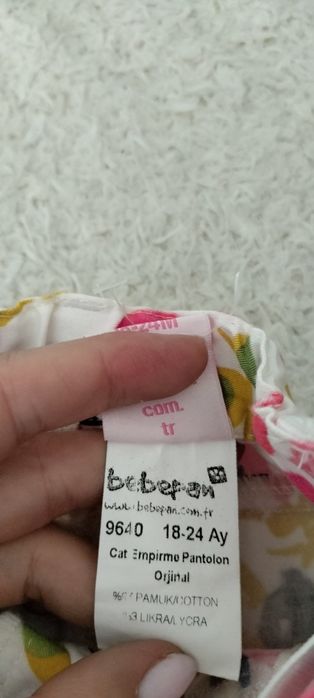 24M
com.
tr
bebepan
www.bebepan.com.tr
9640 18-24 Ay
Cat Empirme Pantolon
Orjinal
PAMUK/COTTON
LIKRA/LYCRA